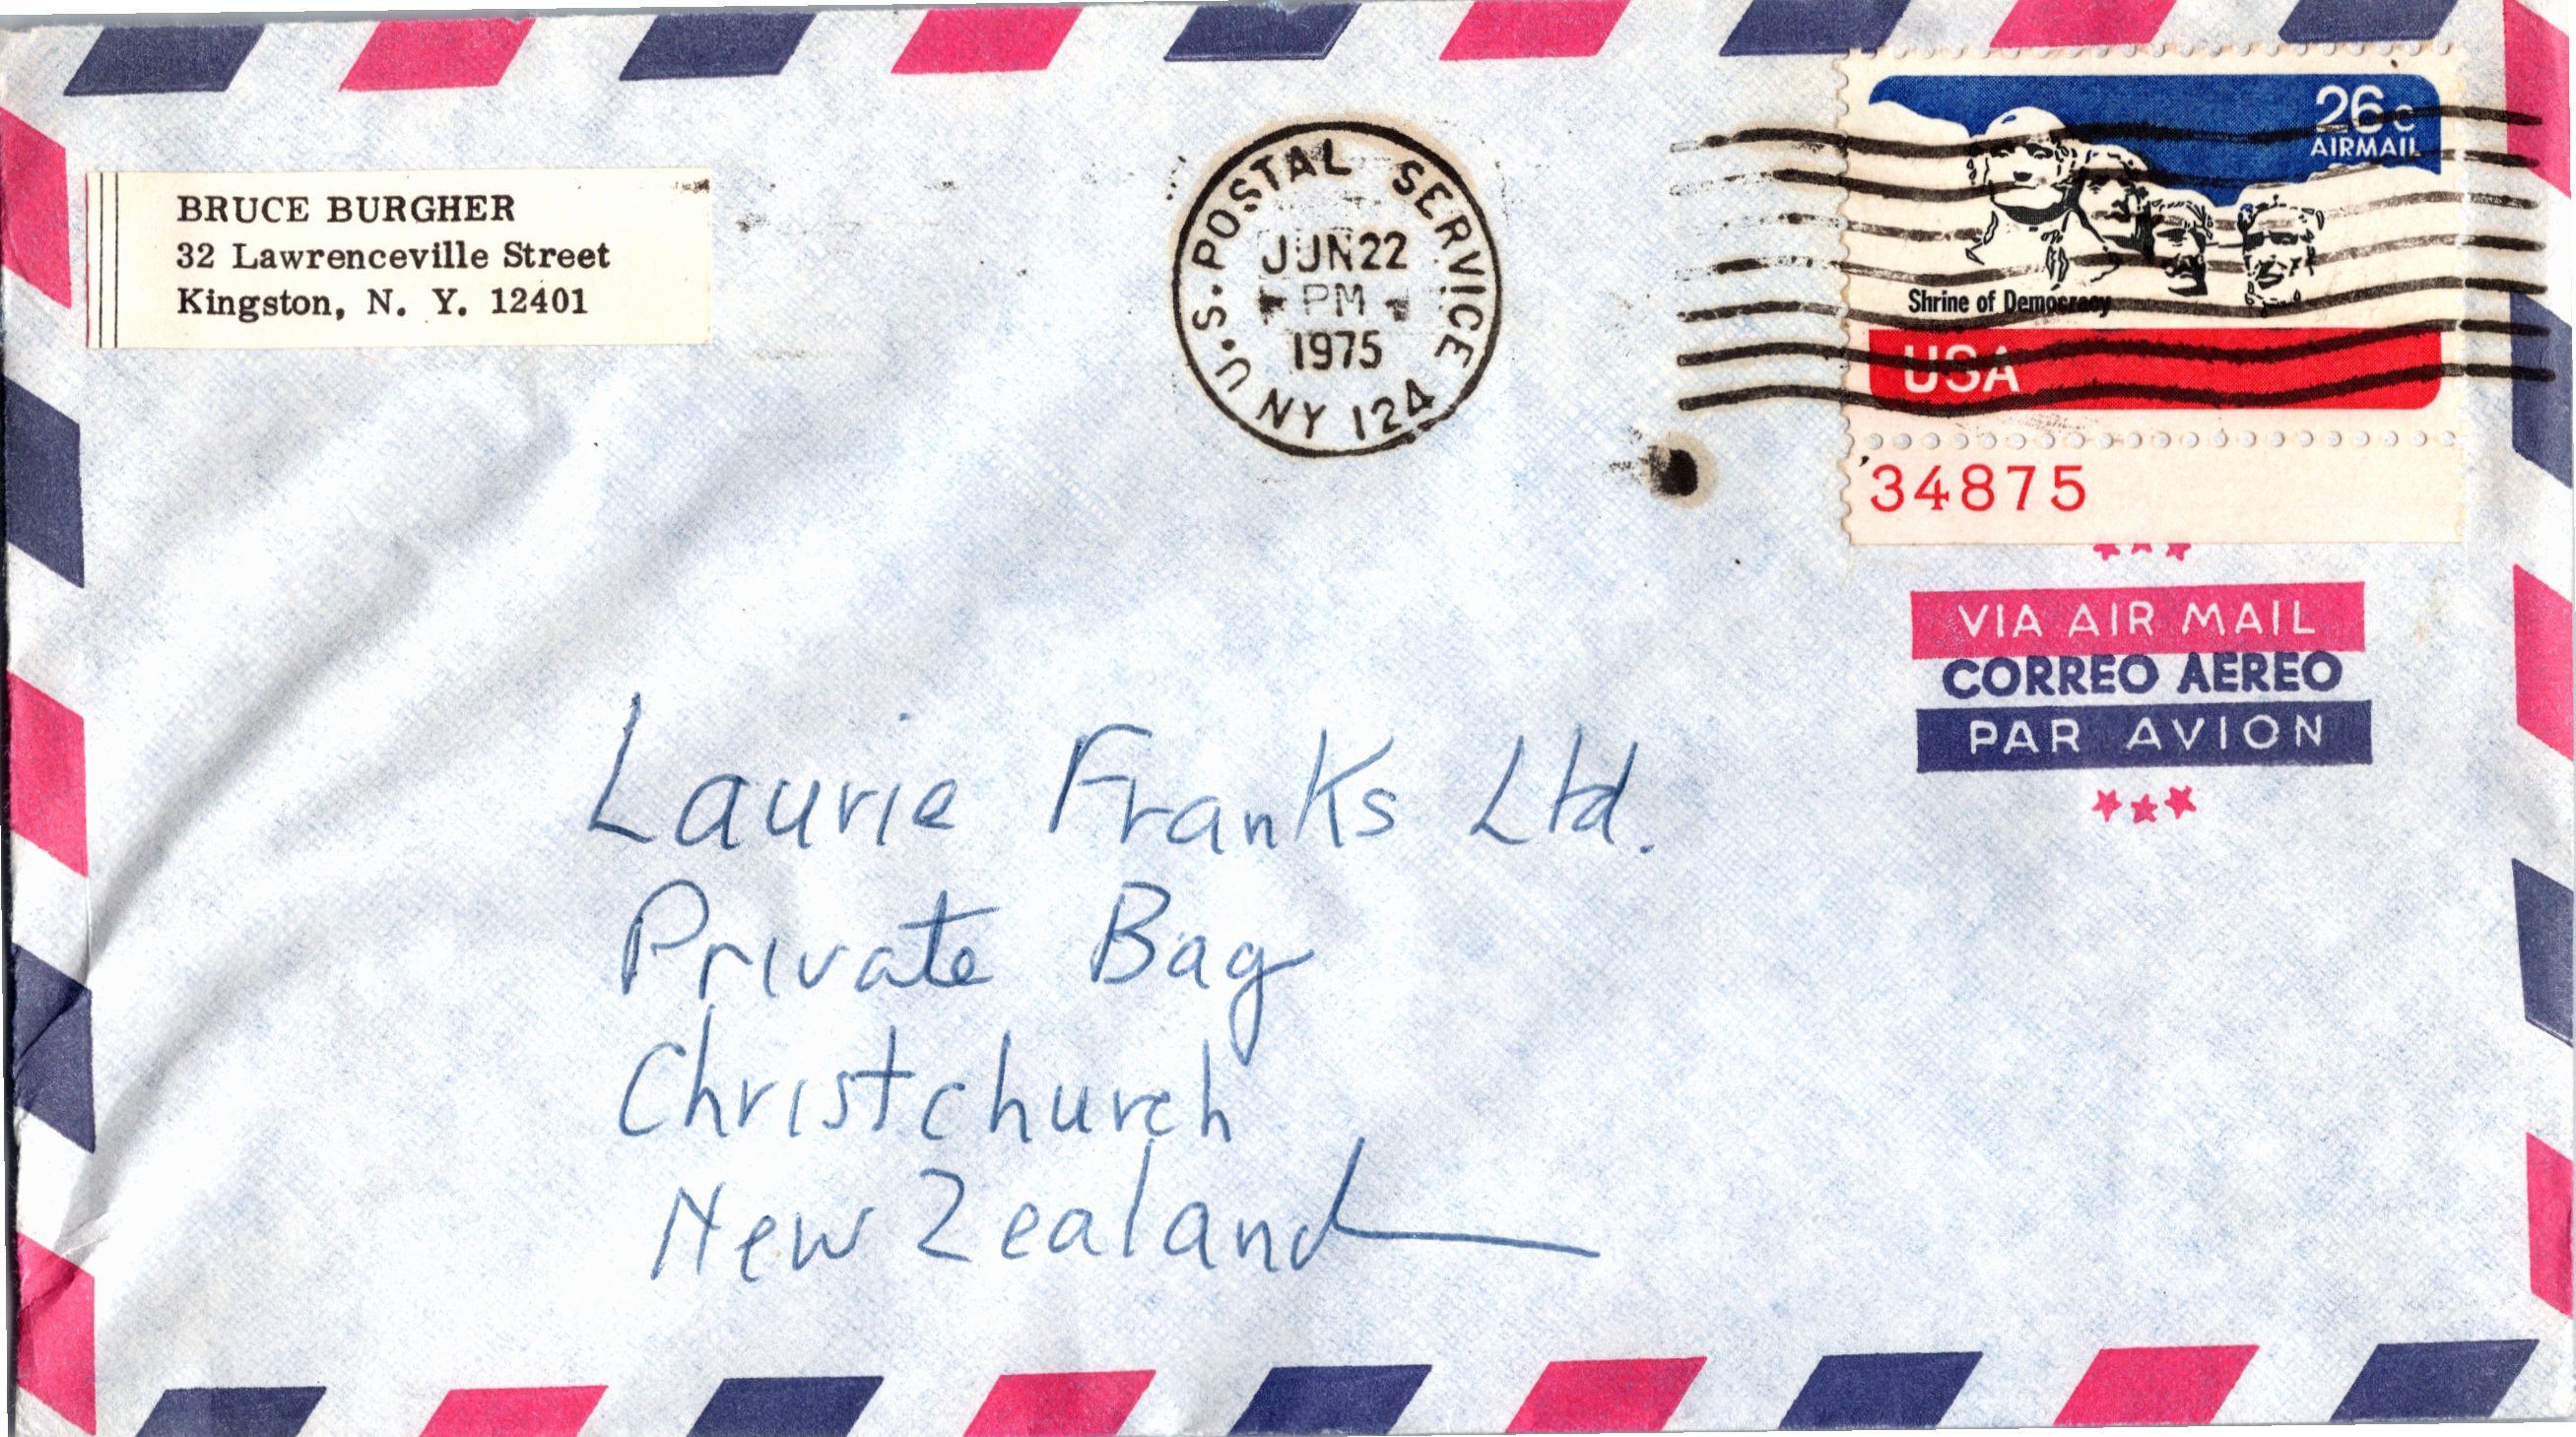 BRUCE BURGHER
32 Lawrenceville Street
Kingston, N. Y. 12401
U.S. POSTAL SERVICE
JUN 22
PM
1975
NY 124
26c
AIRMAIL
Shrine of Democracy
USA
34875
VIA AIR MAIL
CORREO AEREO
PAR AVION
Laurie Franks Ltd.
Private Bag
Christchurch
New Zealand